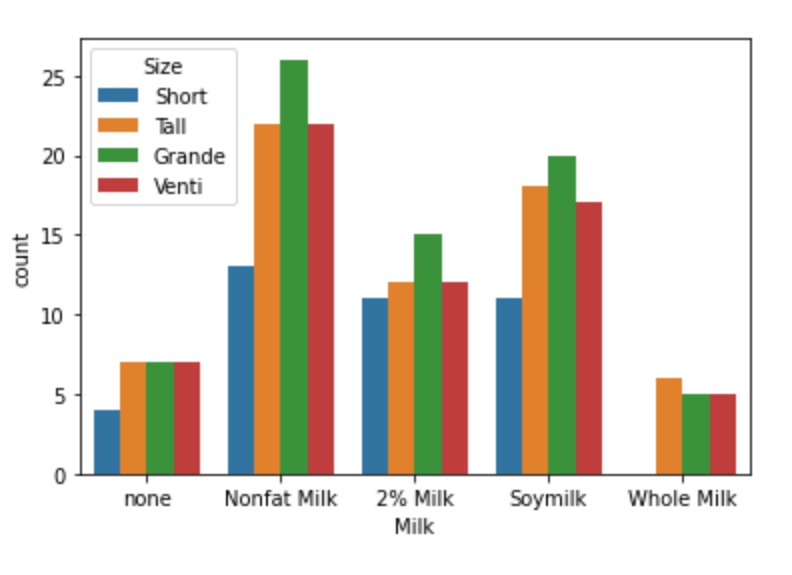 Size
Short
Tall
Grande
Venti
25
20
15
10
5
0
count
none Nonfat Milk 2% Milk Soymilk Whole Milk
Milk